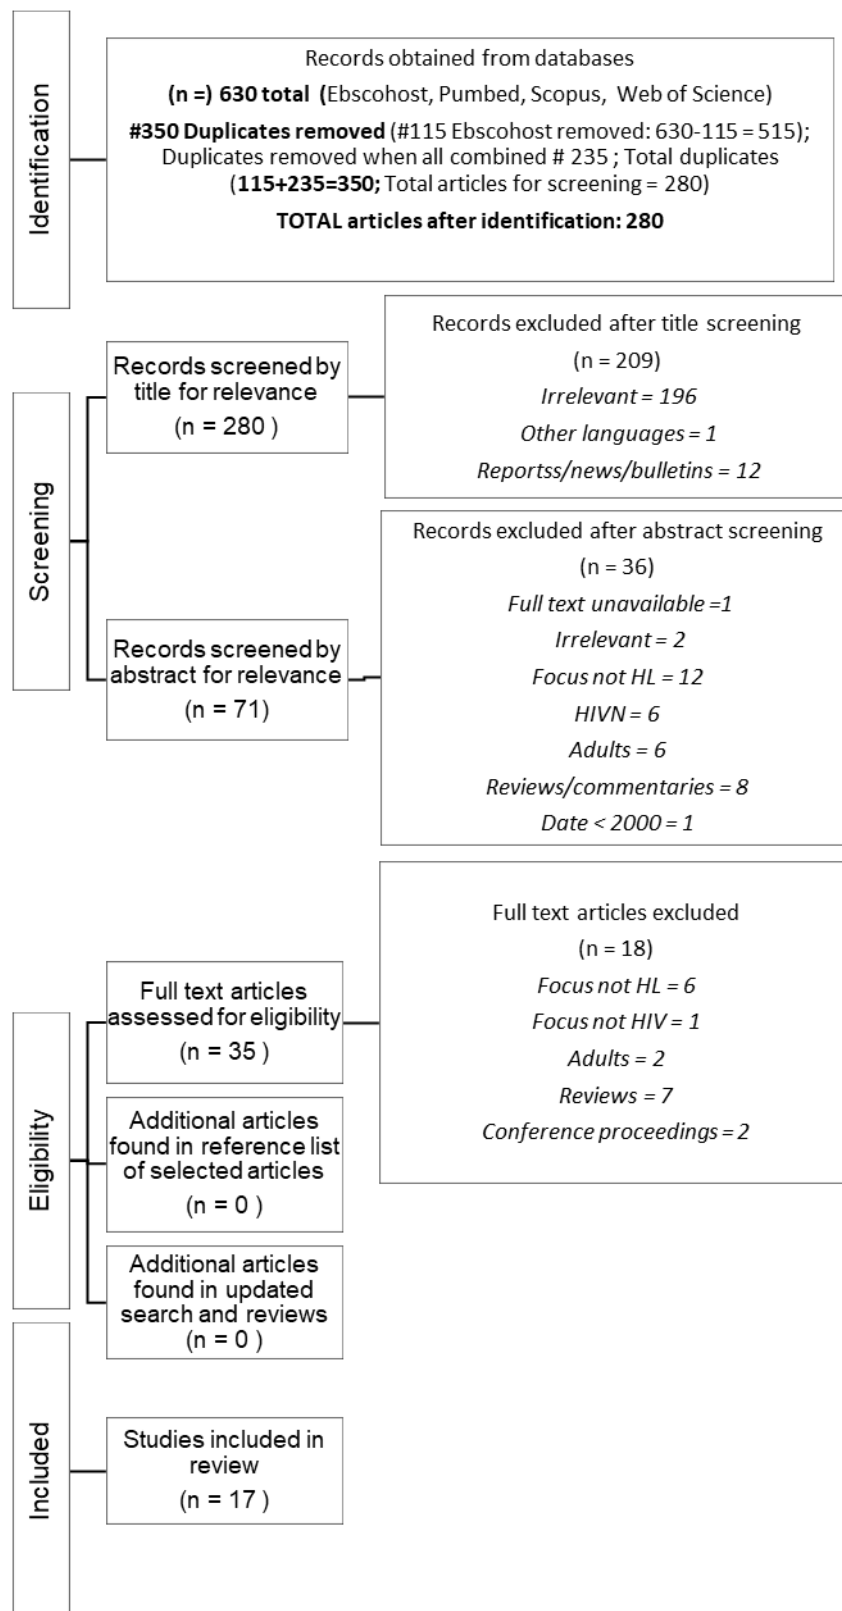 Identification
Records obtained from databases
(n =) 630 total (Ebscohost, Pumbed, Scopus, Web of Science)
#350 Duplicates removed (#115 Ebscohost removed: 630-115 = 515);
Duplicates removed when all combined # 235 ; Total duplicates
(115+235=350; Total articles for screening = 280)
TOTAL articles after identification: 280
Screening
Records screened by
title for relevance
(n = 280 )
Records excluded after title screening
(n = 209)
Irrelevant = 196
Other languages = 1
Reportss/news/bulletins = 12
Records screened by
abstract for relevance
(n = 71)
Records excluded after abstract screening
(n = 36)
Full text unavailable =1
Irrelevant = 2
Focus not HL = 12
HIVN = 6
Adults = 6
Reviews/commentaries = 8
Date < 2000 = 1
Eligibility
Full text articles
assessed for eligibility
(n = 35 )
Full text articles excluded
(n = 18)
Focus not HL = 6
Focus not HIV = 1
Adults = 2
Reviews = 7
Conference proceedings = 2
Additional articles
found in reference list
of selected articles
(n = 0 )
Additional articles
found in updated
search and reviews
(n = 0 )
Included
Studies included in
review
(n = 17 )